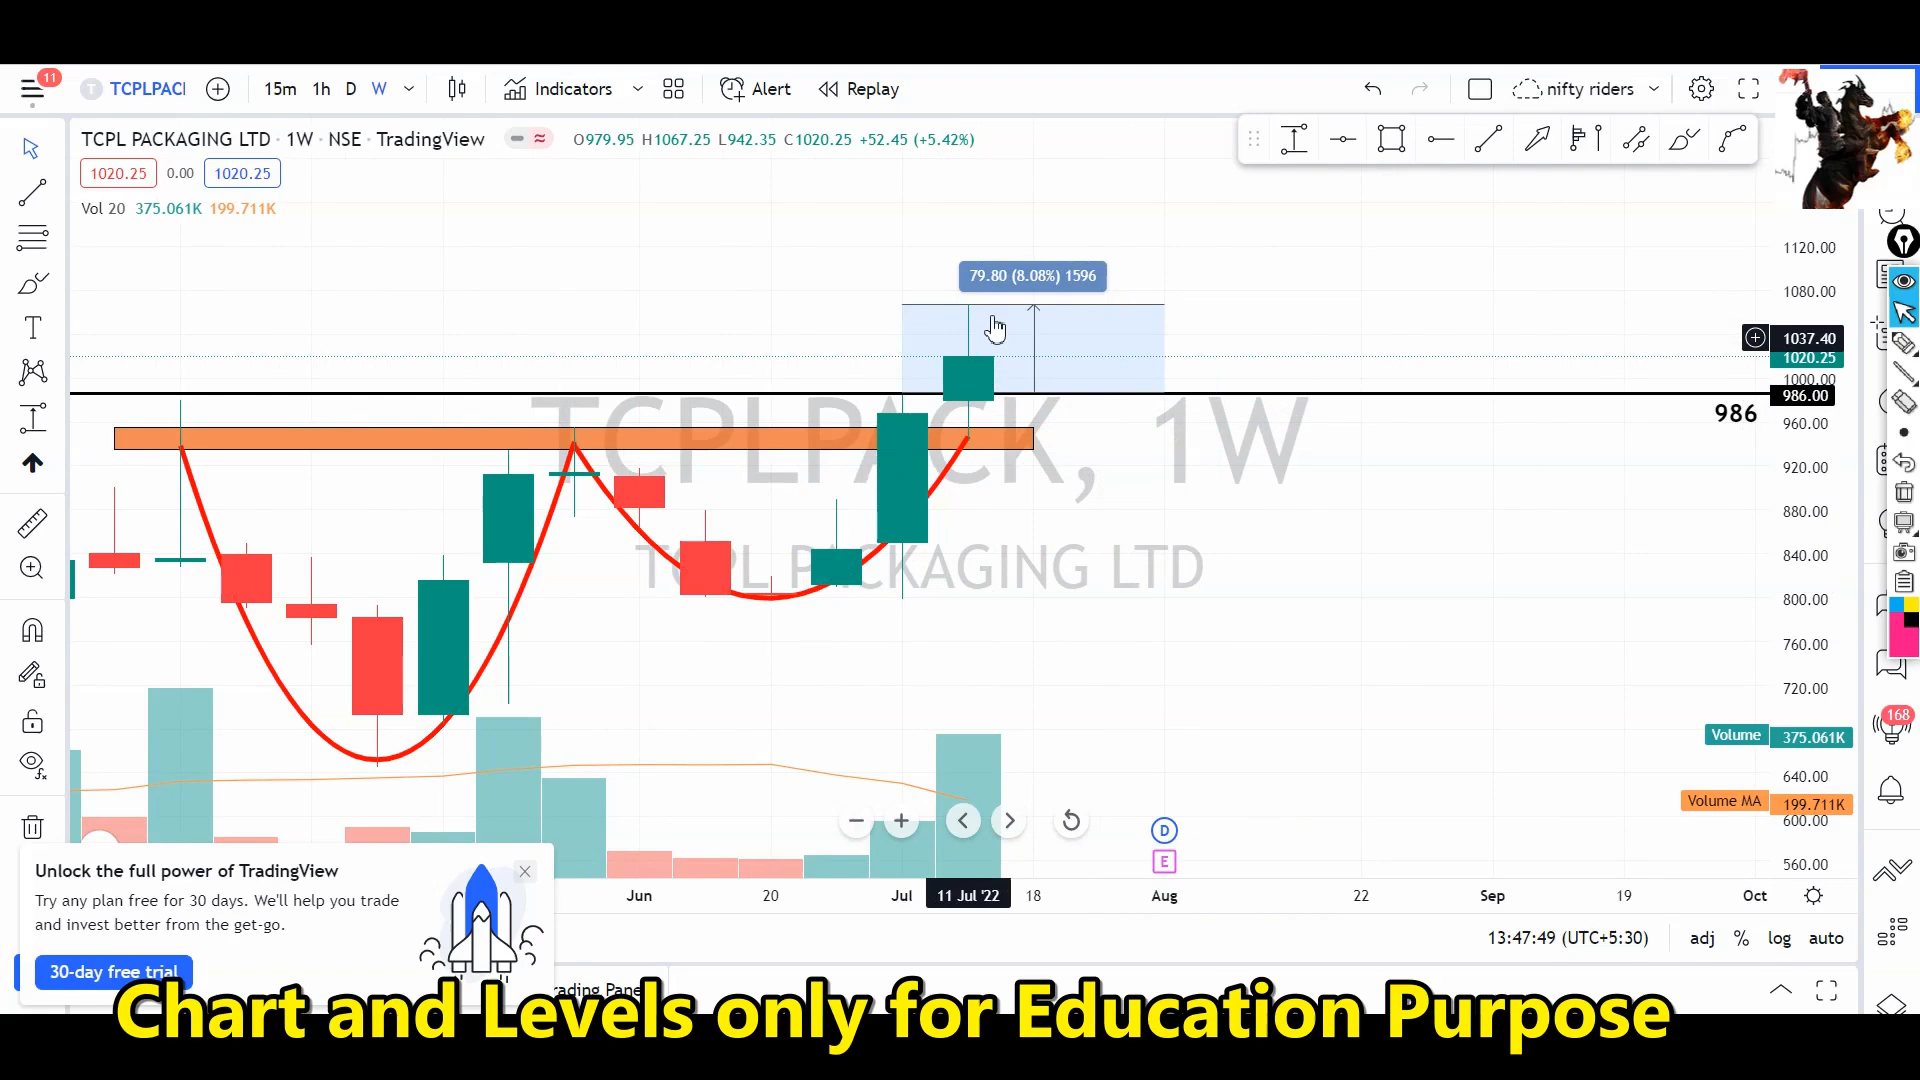 11
TCPLPACK
15m 1h D W
Indicators
Alert
Replay
nifty riders
TCPL PACKAGING LTD · 1W · NSE · TradingView
O979.95 H1067.25 L942.35 C1020.25 +52.45 (+5.42%)
1020.25 0.00 1020.25
Vol 20 375.061K 199.711K
79.80 (8.08%) 1596
TCPLPACK, 1W
TCPL PACKAGING LTD
986
1120.00
1080.00
1037.40
1020.25
1000.00
986.00
960.00
920.00
880.00
840.00
800.00
760.00
720.00
Volume 375.061K
640.00
Volume MA 199.711K
600.00
560.00
168
D
E
Jun 20 Jul 11 Jul '22 18 Aug 22 Sep 19 Oct
Unlock the full power of TradingView
Try any plan free for 30 days. We'll help you trade
and invest better from the get-go.
30-day free trial
13:47:49 (UTC+5:30) adj % log auto
Chart and Levels only for Education Purpose